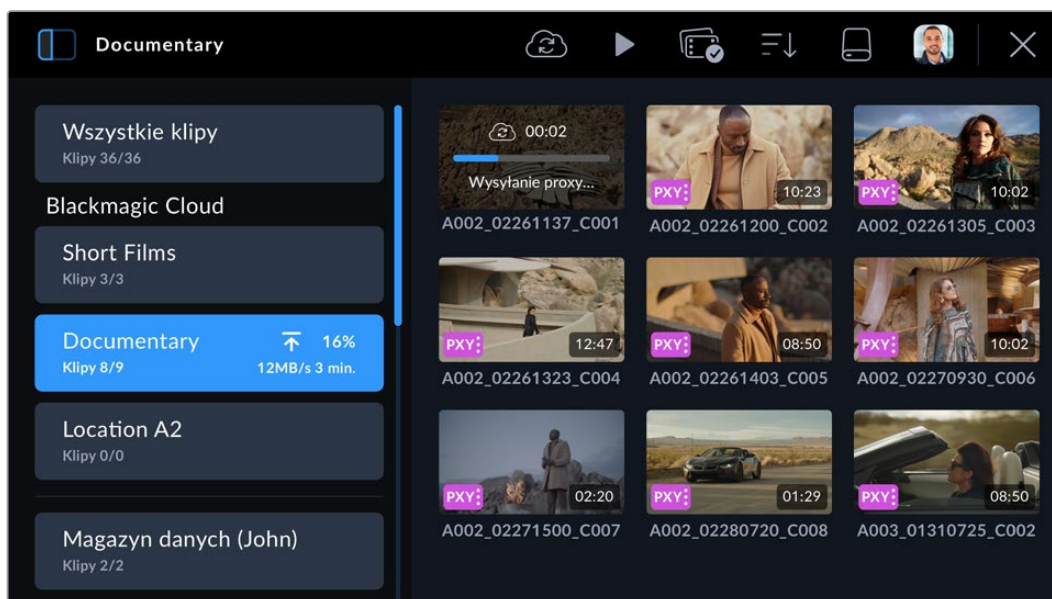 Documentary
Wszystkie klipy
Klipy 36/36
Blackmagic Cloud
Short Films
Klipy 3/3
Documentary 16%
Klipy 8/9 12MB/s 3 min.
Location A2
Klipy 0/0
Magazyn danych (John)
Klipy 2/2
00:02
Wysyłanie proxy...
A002_02261137_C001
PXY 10:23
A002_02261200_C002
PXY 10:02
A002_02261305_C003
PXY 12:47
A002_02261323_C004
PXY 08:50
A002_02261403_C005
PXY 10:02
A002_02270930_C006
PXY 02:20
A002_02271500_C007
PXY 01:29
A002_02280720_C008
PXY 08:50
A003_01310725_C002